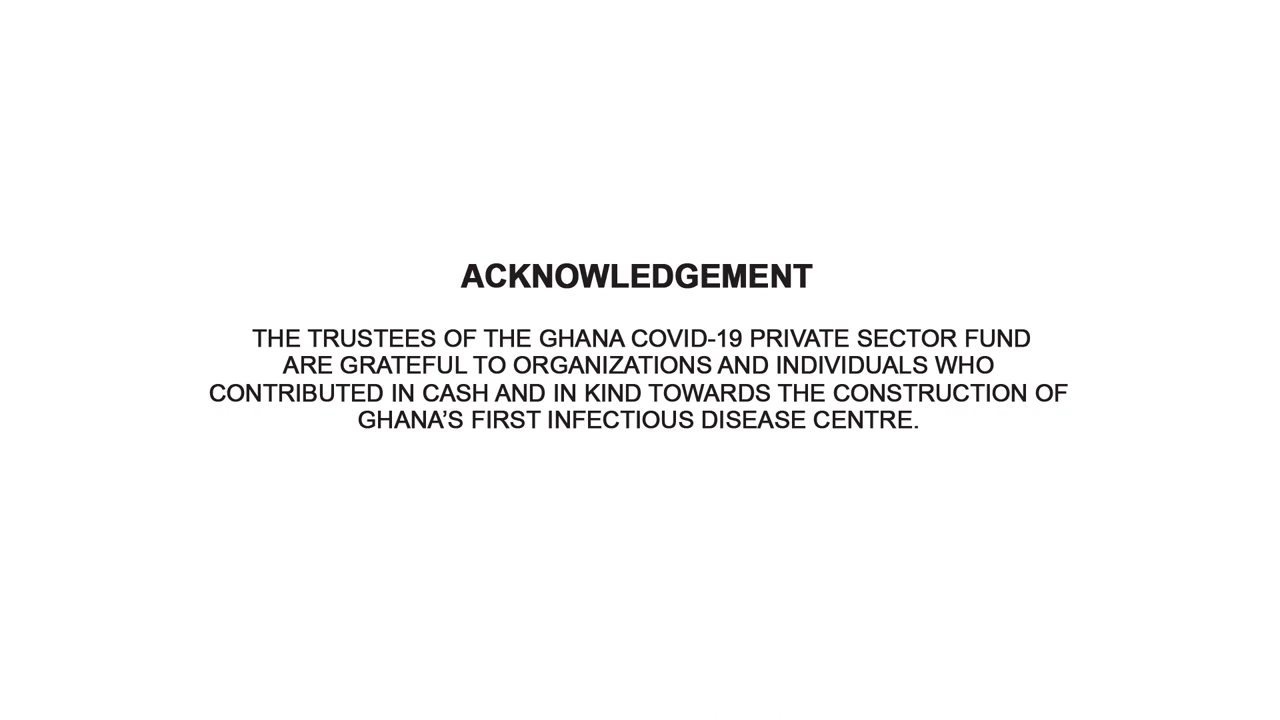 ACKNOWLEDGEMENT
THE TRUSTEES OF THE GHANA COVID-19 PRIVATE SECTOR FUND
ARE GRATEFUL TO ORGANIZATIONS AND INDIVIDUALS WHO
CONTRIBUTED IN CASH AND IN KIND TOWARDS THE CONSTRUCTION OF
GHANA’S FIRST INFECTIOUS DISEASE CENTRE.